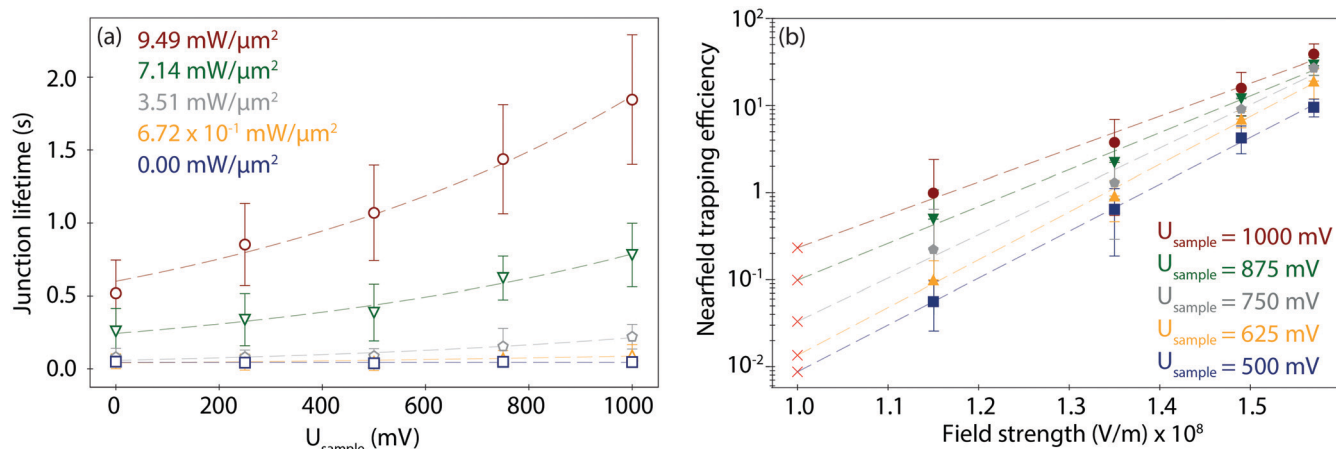 (a)
9.49 mW/µm²
7.14 mW/µm²
3.51 mW/µm²
6.72 x 10⁻¹ mW/µm²
0.00 mW/µm²
Junction lifetime (s)
2.0
1.5
1.0
0.5
0.0
0
200
400
600
800
1000
U_sample (mV)
(b)
Nearfield trapping efficiency
10²
10¹
1
10⁻¹
10⁻²
U_sample = 1000 mV
U_sample = 875 mV
U_sample = 750 mV
U_sample = 625 mV
U_sample = 500 mV
1.0
1.1
1.2
1.3
1.4
1.5
Field strength (V/m) x 10⁸